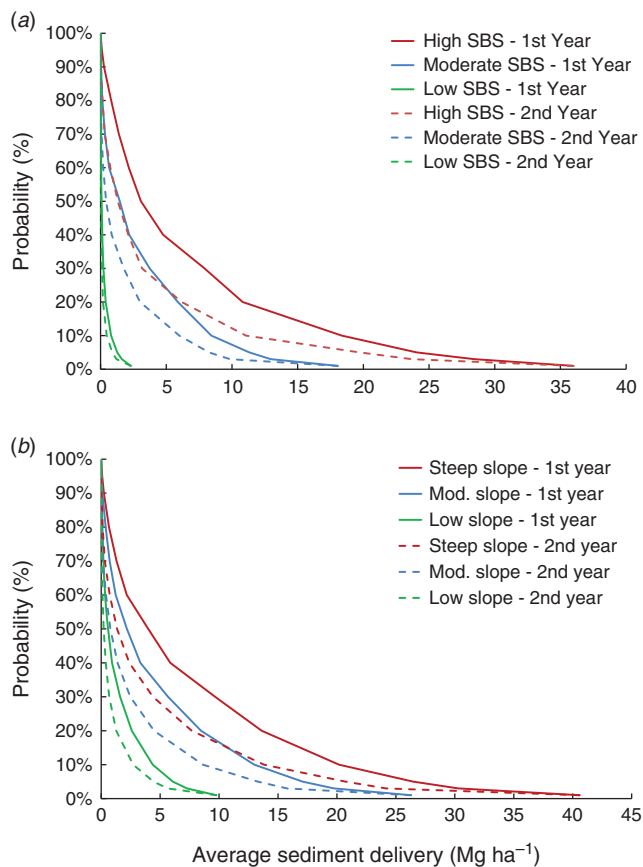 (a)
High SBS - 1st Year
Moderate SBS - 1st Year
Low SBS - 1st Year
High SBS - 2nd Year
Moderate SBS - 2nd Year
Low SBS - 2nd Year
Probability (%)
100%
90%
80%
70%
60%
50%
40%
30%
20%
10%
0%
0 5 10 15 20 25 30 35 40
(b)
Steep slope - 1st year
Mod. slope - 1st year
Low slope - 1st year
Steep slope - 2nd year
Mod. slope - 2nd year
Low slope - 2nd year
Probability (%)
100%
90%
80%
70%
60%
50%
40%
30%
20%
10%
0%
0 5 10 15 20 25 30 35 40 45
Average sediment delivery (Mg ha⁻¹)